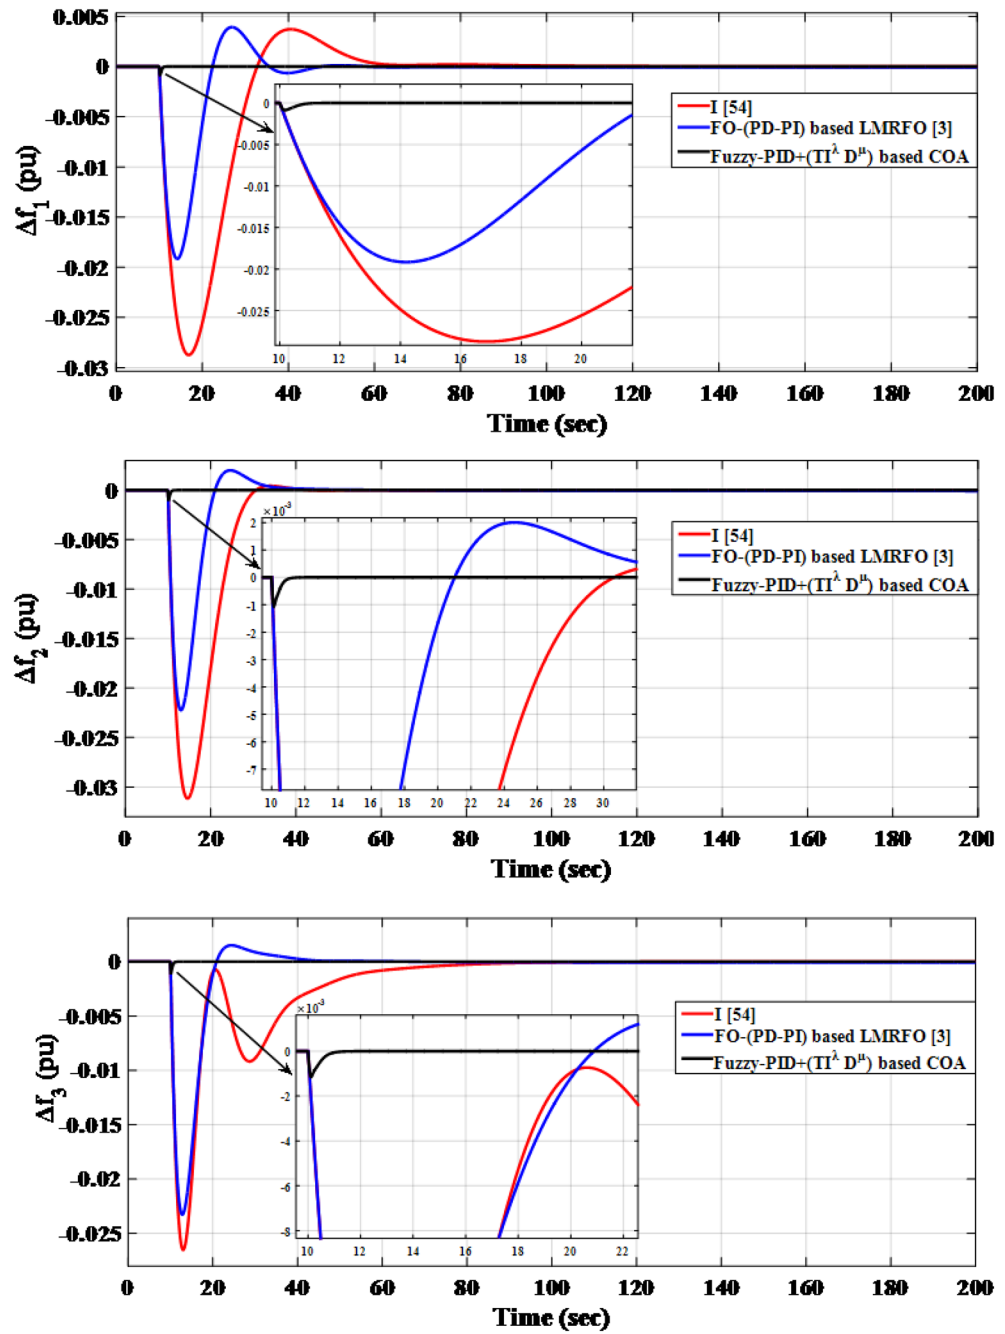 0.005
0
-0.005
-0.01
-0.015
-0.02
-0.025
-0.03
Δf₁ (pu)
0
-0.005
-0.01
-0.015
-0.02
-0.025
10 12 14 16 18 20
I [54]
FO-(PD-PI) based LMRFO [3]
Fuzzy-PID+(TI^λ D^μ) based COA
0 20 40 60 80 100 120 140 160 180 200
Time (sec)
0
-0.005
-0.01
-0.015
-0.02
-0.025
-0.03
Δf₂ (pu)
×10⁻³
2
1
0
-1
-2
-3
-4
-5
-6
-7
10 12 14 16 18 20 22 24 26 28 30
I [54]
FO-(PD-PI) based LMRFO [3]
Fuzzy-PID+(TI^λ D^μ) based COA
0 20 40 60 80 100 120 140 160 180 200
Time (sec)
0
-0.005
-0.01
-0.015
-0.02
-0.025
Δf₃ (pu)
×10⁻³
0
-2
-4
-6
-8
10 12 14 16 18 20 22
I [54]
FO-(PD-PI) based LMRFO [3]
Fuzzy-PID+(TI^λ D^μ) based COA
0 20 40 60 80 100 120 140 160 180 200
Time (sec)